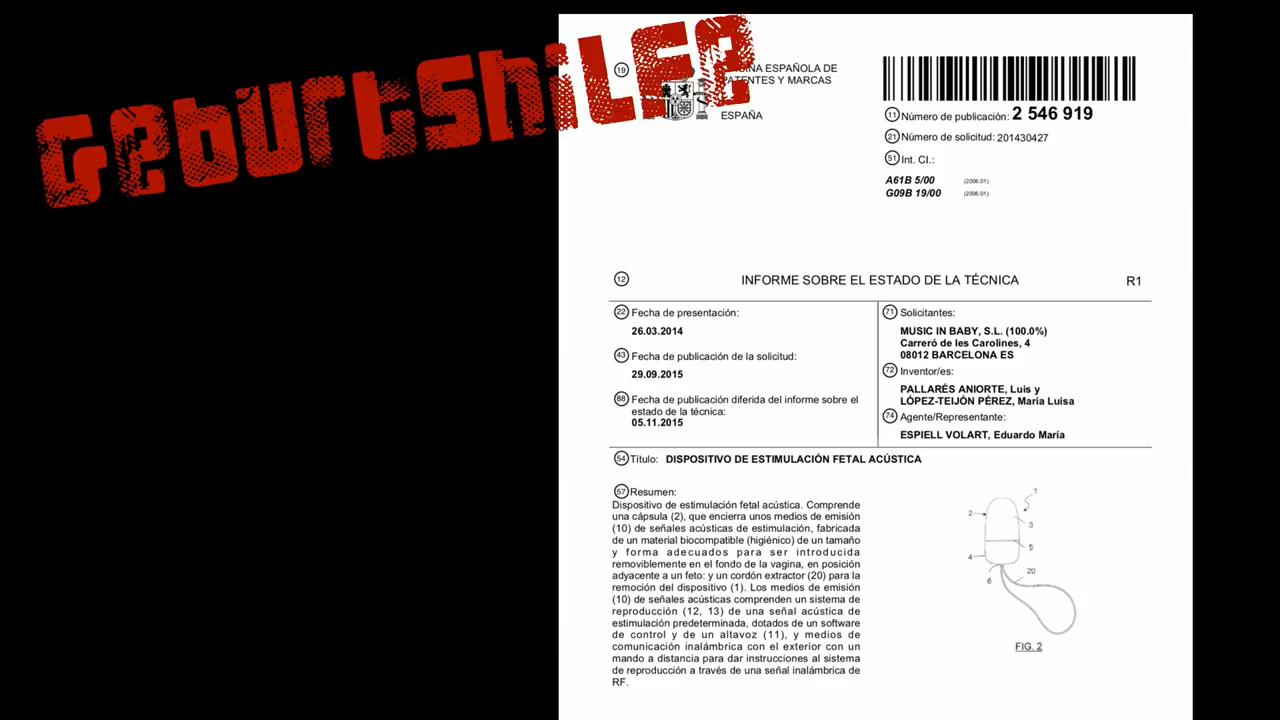 GeburtshiLFe
19
ESPAÑOLA DE
PATENTES Y MARCAS
ESPAÑA
11 Número de publicación: 2 546 919
21 Número de solicitud: 201430427
51 Int. CI.:
A61B 5/00 (2006.01)
G09B 19/00 (2006.01)
12 INFORME SOBRE EL ESTADO DE LA TÉCNICA R1
22 Fecha de presentación:
26.03.2014
43 Fecha de publicación de la solicitud:
29.09.2015
88 Fecha de publicación diferida del informe sobre el
estado de la técnica:
05.11.2015
71 Solicitantes:
MUSIC IN BABY, S.L. (100.0%)
Carreró de les Carolines, 4
08012 BARCELONA ES
72 Inventor/es:
PALLARÉS ANIORTE, Luis y
LÓPEZ-TEIJÓN PÉREZ, Maria Luisa
74 Agente/Representante:
ESPIELL VOLART, Eduardo María
54 Título: DISPOSITIVO DE ESTIMULACIÓN FETAL ACÚSTICA
57 Resumen:
Dispositivo de estimulación fetal acústica. Comprende
una cápsula (2), que encierra unos medios de emisión
(10) de señales acústicas de estimulación, fabricada
de un material biocompatible (higiénico) de un tamaño
y forma adecuados para ser introducida
removiblemente en el fondo de la vagina, en posición
adyacente a un feto: y un cordón extractor (20) para la
remoción del dispositivo (1). Los medios de emisión
(10) de señales acústicas comprenden un sistema de
reproducción (12, 13) de una señal acústica de
estimulación predeterminada, dotados de un software
de control y de un altavoz (11), y medios de
comunicación inalámbrica con el exterior con un
mando a distancia para dar instrucciones al sistema
de reproducción a través de una señal inalámbrica de
RF.
1
2
3
5
4
20
6
FIG. 2